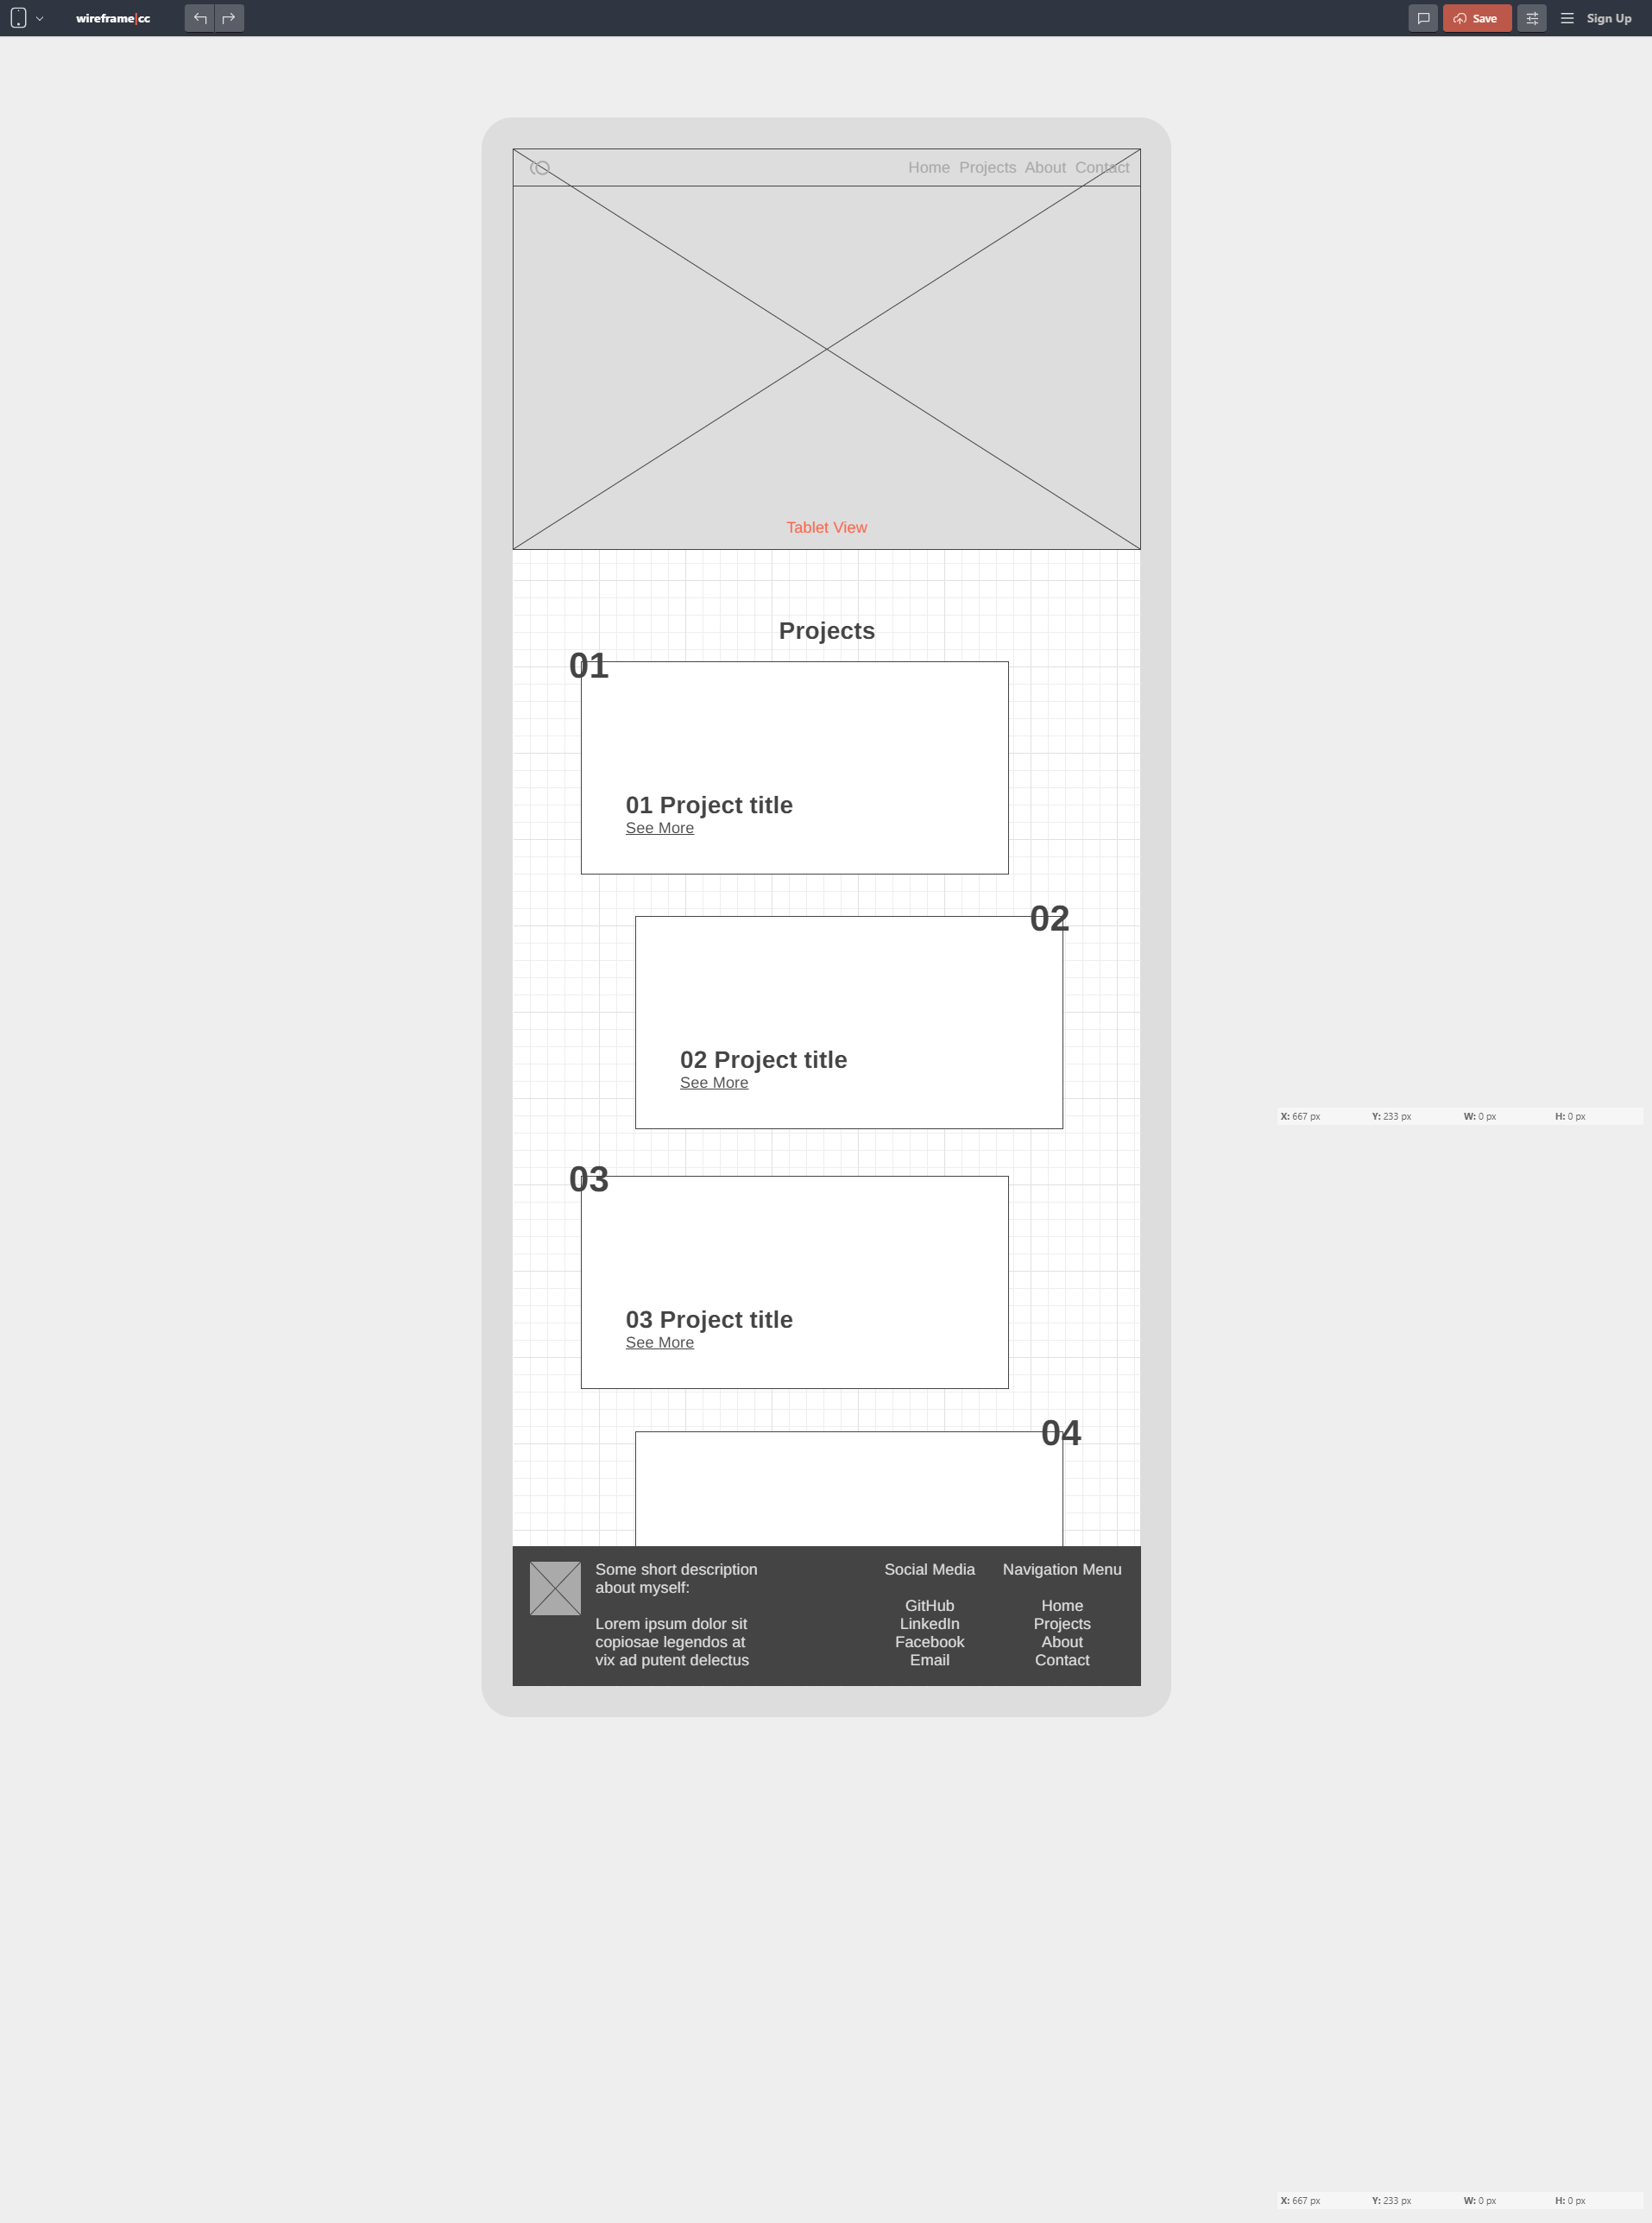 wireframe|cc
Save
Sign Up
Home Projects About Contact
Tablet View
Projects
01
01 Project title
See More
02
02 Project title
See More
X: 667 px Y: 233 px W: 0 px H: 0 px
03
03 Project title
See More
04
Some short description
about myself:
Lorem ipsum dolor sit
copiosae legendos at
vix ad putent delectus
Social Media
GitHub
LinkedIn
Facebook
Email
Navigation Menu
Home
Projects
About
Contact
X: 667 px Y: 233 px W: 0 px H: 0 px